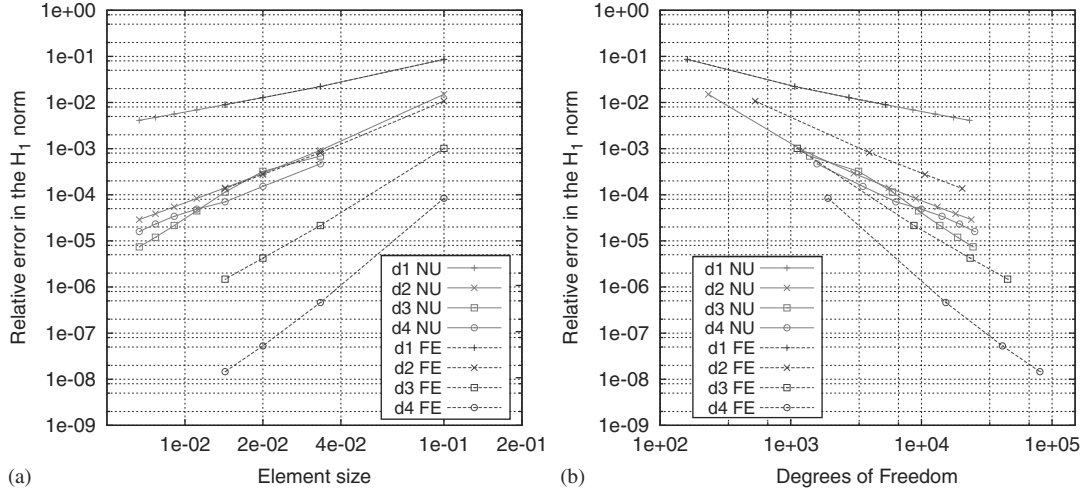 1e+00
1e-01
1e-02
1e-03
1e-04
1e-05
1e-06
1e-07
1e-08
1e-09
Relative error in the H1 norm
1e-02 2e-02 4e-02 1e-01 2e-01
Element size
(a)
d1 NU
d2 NU
d3 NU
d4 NU
d1 FE
d2 FE
d3 FE
d4 FE
1e+00
1e-01
1e-02
1e-03
1e-04
1e-05
1e-06
1e-07
1e-08
1e-09
Relative error in the H1 norm
1e+02 1e+03 1e+04 1e+05
Degrees of Freedom
(b)
d1 NU
d2 NU
d3 NU
d4 NU
d1 FE
d2 FE
d3 FE
d4 FE